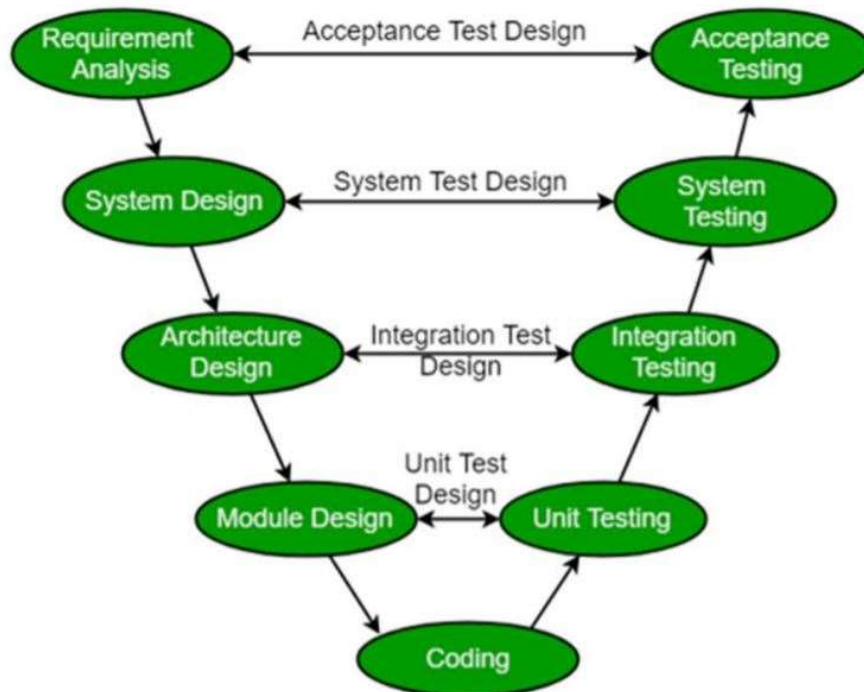 Requirement
Analysis
Acceptance Test Design
Acceptance
Testing
System Design
System Test Design
System
Testing
Architecture
Design
Integration Test
Design
Integration
Testing
Module Design
Unit Test
Design
Unit Testing
Coding